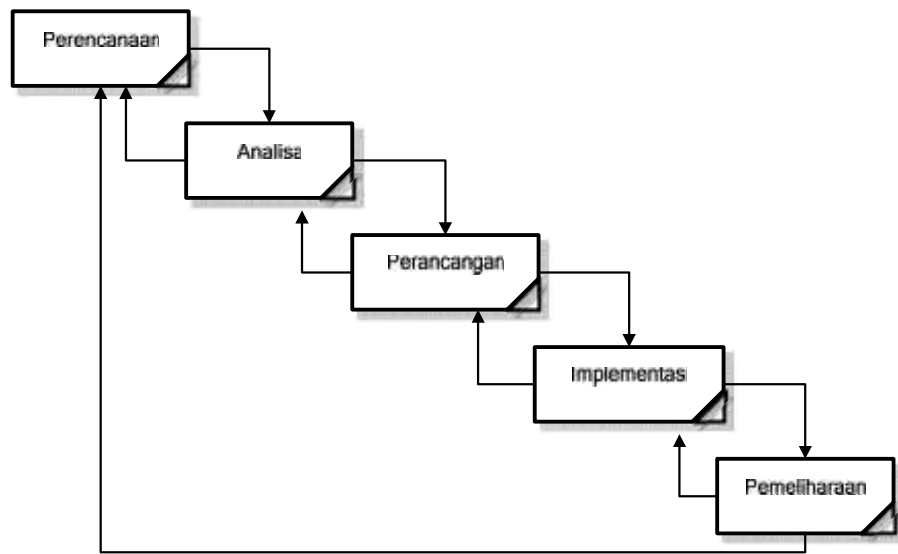 Perencanaan
Analisa
Perancangan
Implementasi
Pemeliharaan